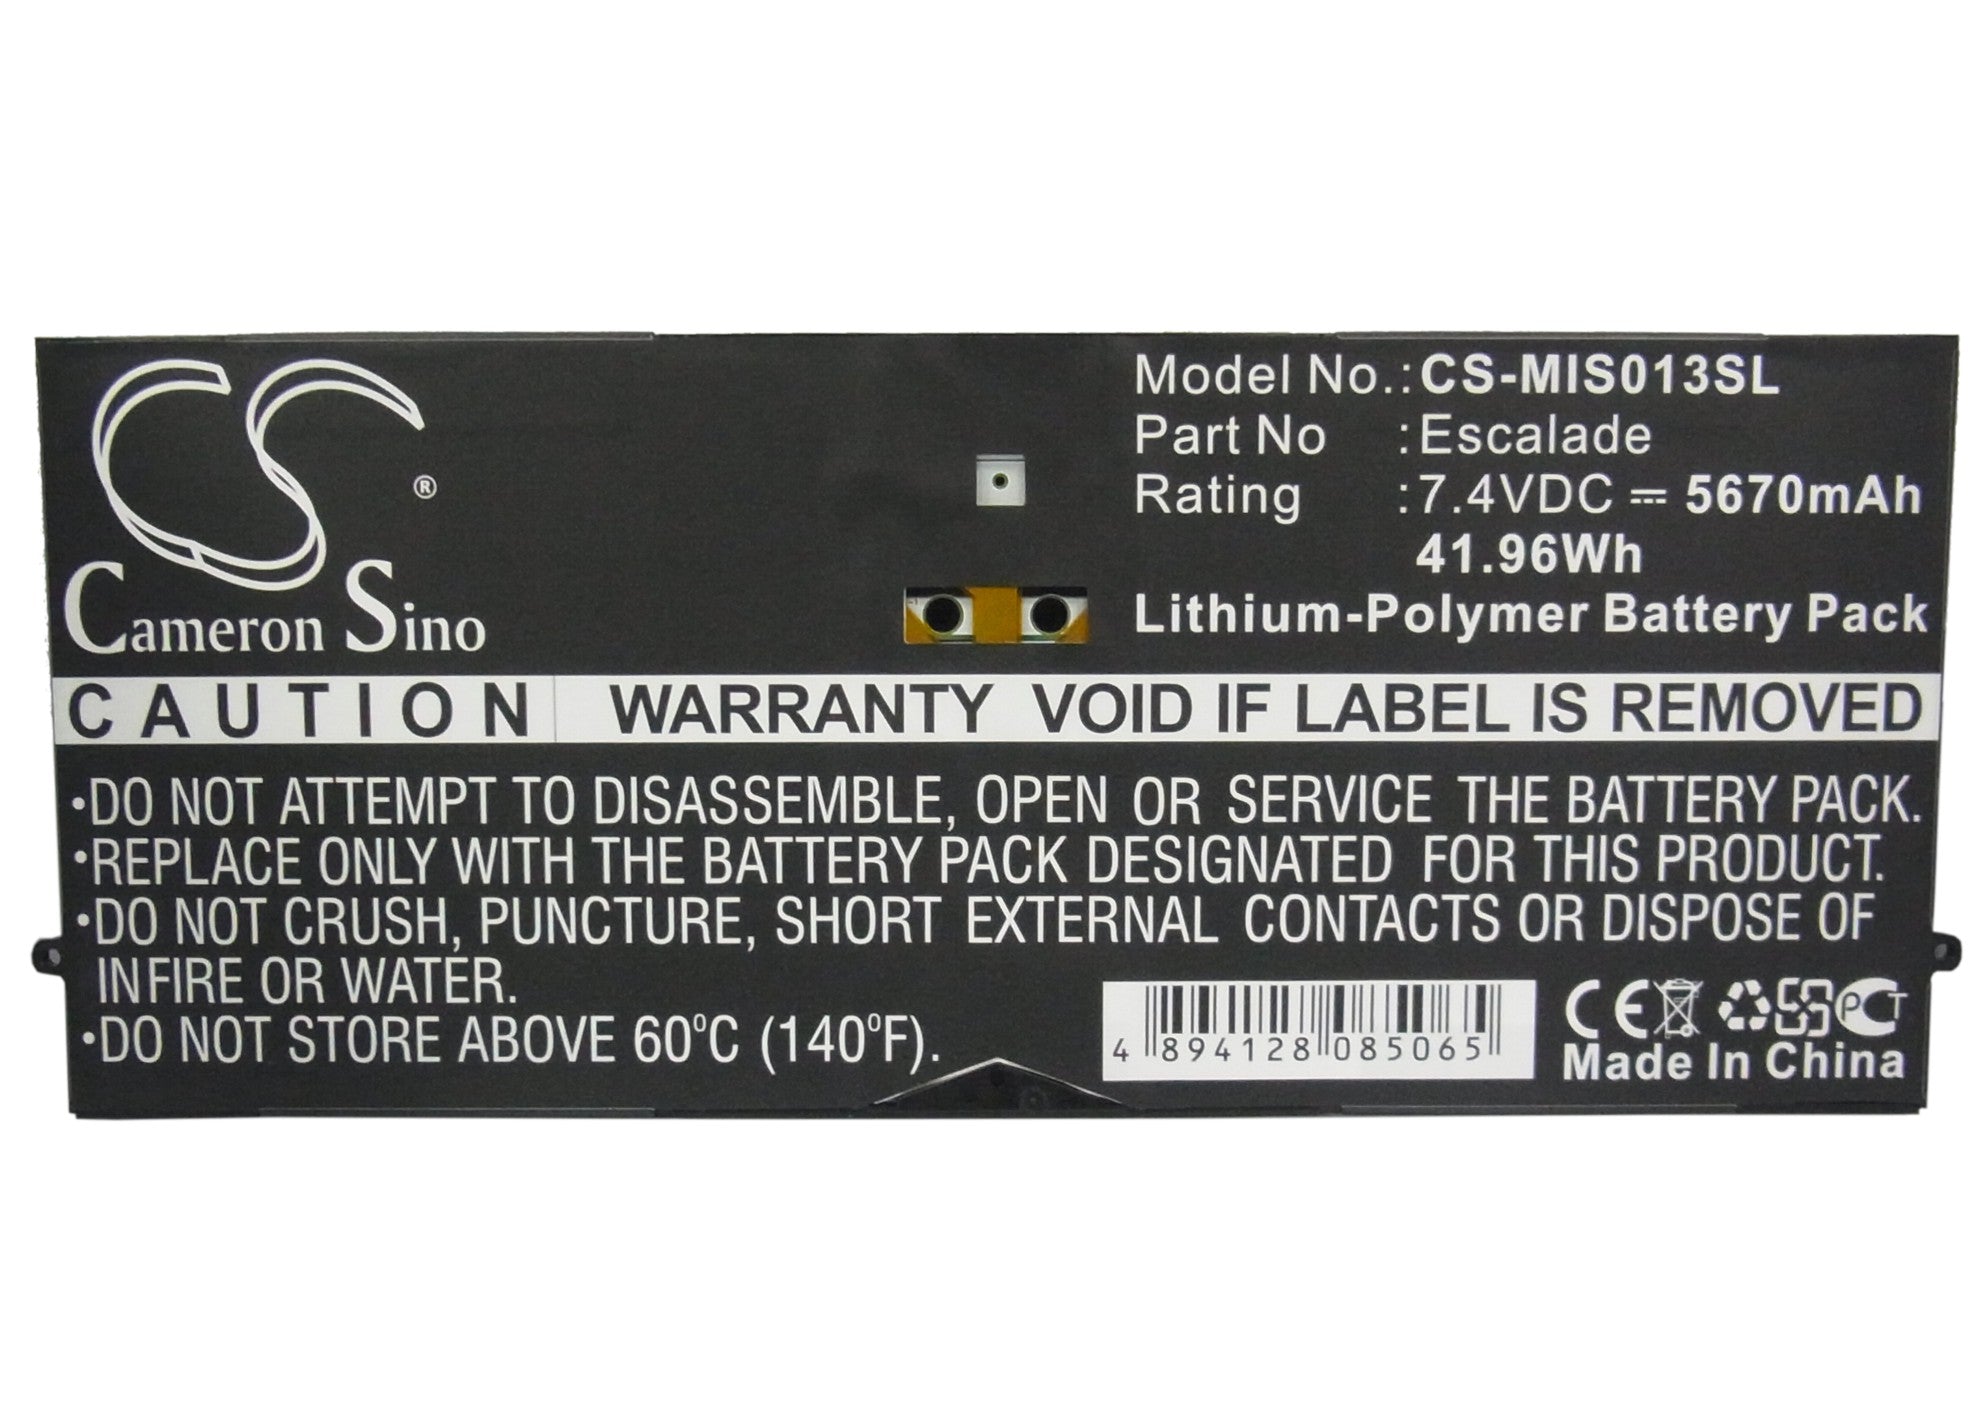 CS ®
Cameron Sino
Model No.: CS-MIS013SL
Part No : Escalade
Rating : 7.4VDC ⎓ 5670mAh
41.96Wh
Lithium-Polymer Battery Pack
CAUTION WARRANTY VOID IF LABEL IS REMOVED
•DO NOT ATTEMPT TO DISASSEMBLE, OPEN OR SERVICE THE BATTERY PACK.
•REPLACE ONLY WITH THE BATTERY PACK DESIGNATED FOR THIS PRODUCT.
•DO NOT CRUSH, PUNCTURE, SHORT EXTERNAL CONTACTS OR DISPOSE OF
INFIRE OR WATER.
•DO NOT STORE ABOVE 60°C (140°F).
4 894128 085065
CE PCT
Made In China